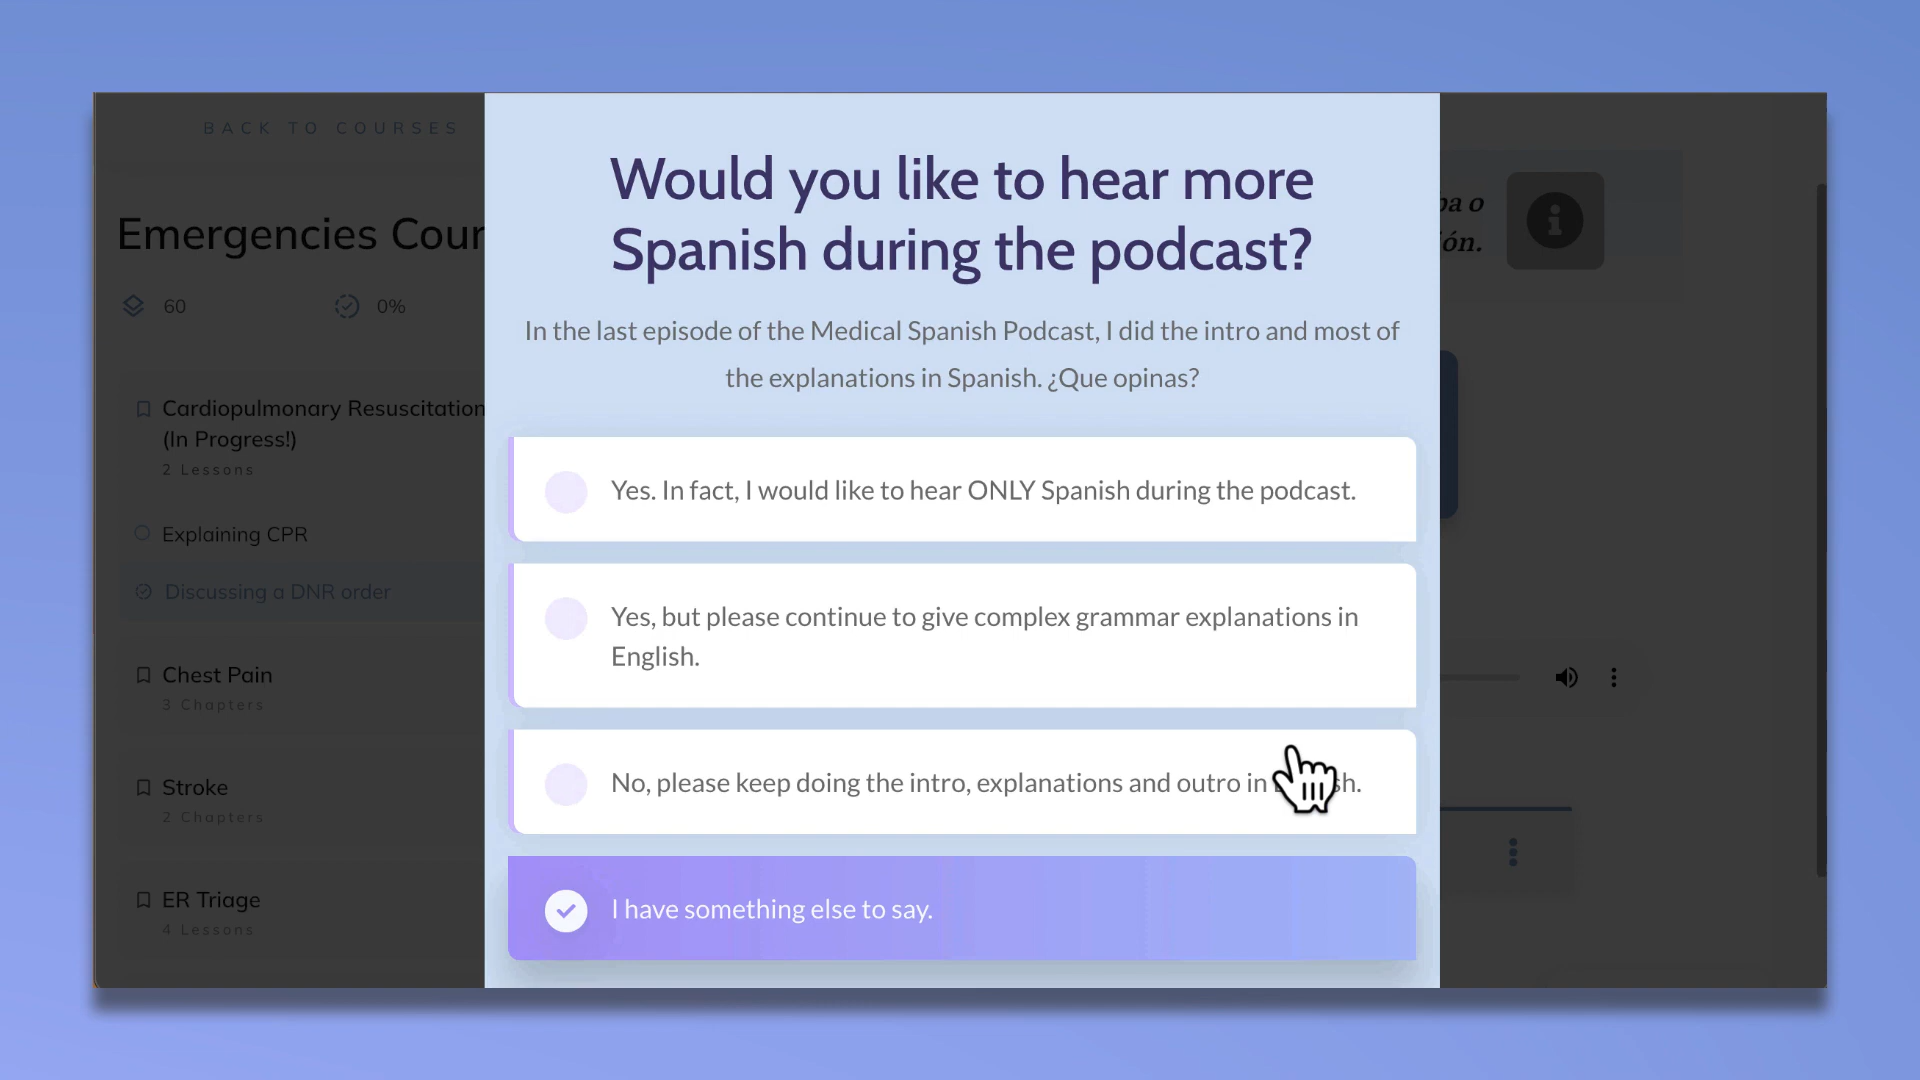 BACK TO COURSES
Emergencies Cour
60
0%
Cardiopulmonary Resuscitation
(In Progress!)
2 Lessons
Explaining CPR
Discussing a DNR order
Chest Pain
3 Chapters
Stroke
2 Chapters
ER Triage
4 Lessons
Would you like to hear more
Spanish during the podcast?
In the last episode of the Medical Spanish Podcast, I did the intro and most of
the explanations in Spanish. ¿Que opinas?
Yes. In fact, I would like to hear ONLY Spanish during the podcast.
Yes, but please continue to give complex grammar explanations in
English.
No, please keep doing the intro, explanations and outro in
I have something else to say.
o